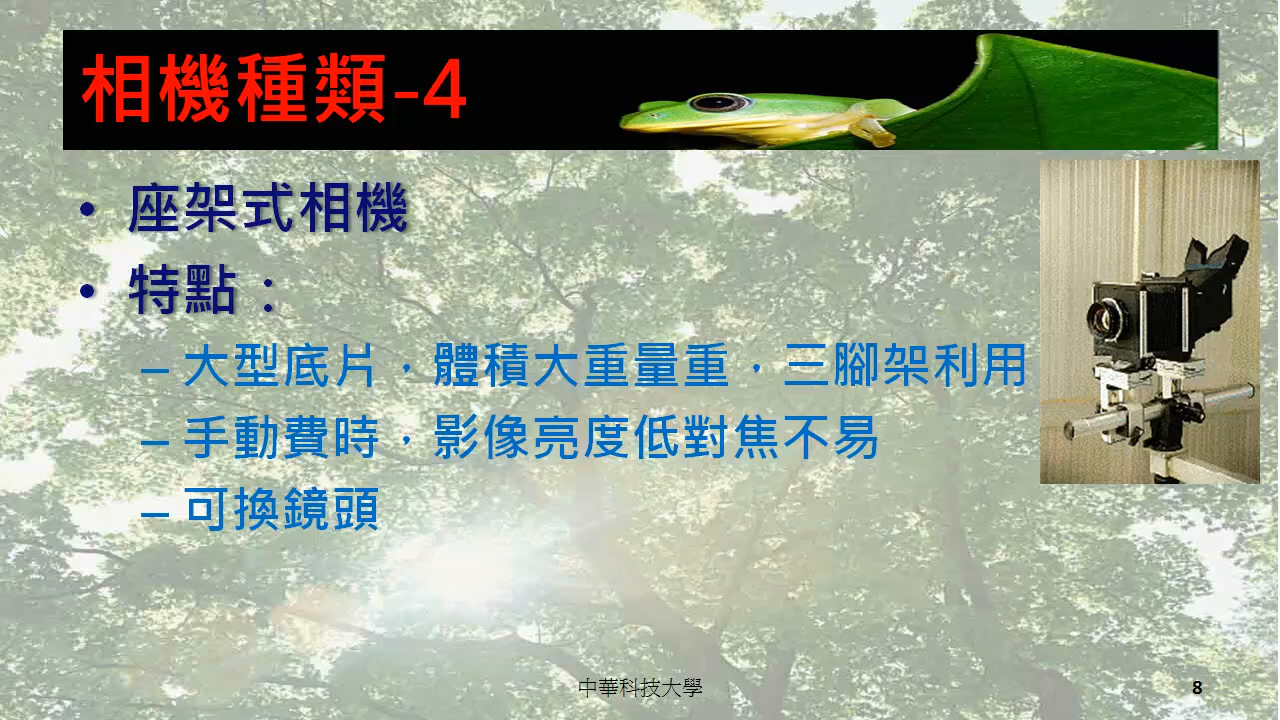 相機種類-4
• 座架式相機
• 特點：
– 大型底片，體積大重量重，三腳架利用
– 手動費時，影像亮度低對焦不易
– 可換鏡頭
中華科技大學
8